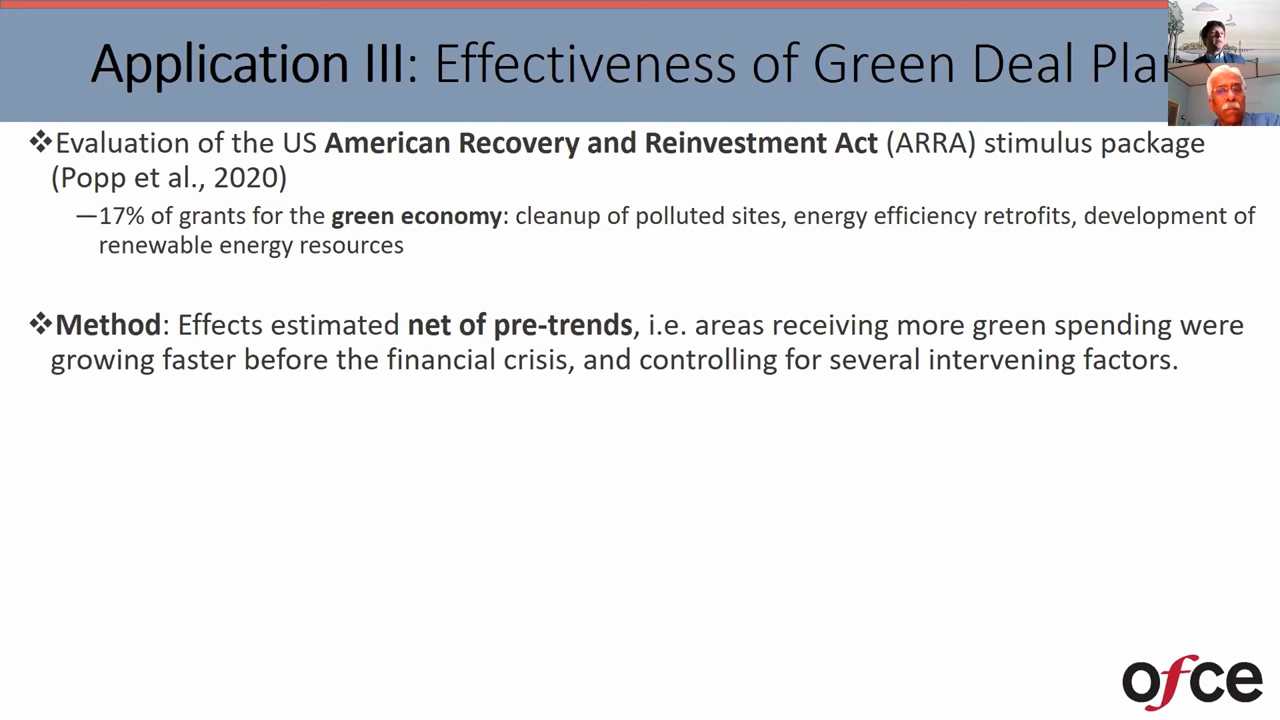 Application III: Effectiveness of Green Deal
❖Evaluation of the US American Recovery and Reinvestment Act (ARRA) stimulus package
(Popp et al., 2020)
—17% of grants for the green economy: cleanup of polluted sites, energy efficiency retrofits, development of
renewable energy resources
❖Method: Effects estimated net of pre-trends, i.e. areas receiving more green spending were
growing faster before the financial crisis, and controlling for several intervening factors.
ofce